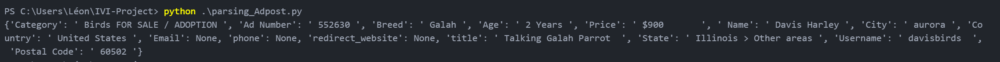 PS C:\Users\Léon\IVI-Project> python .\parsing_Adpost.py
{'Category': ' Birds FOR SALE / ADOPTION ', 'Ad Number': ' 552630 ', 'Breed': ' Galah ', 'Age': ' 2 Years ', 'Price': ' $900       ', ' Name': ' Davis Harley ', 'City': ' aurora ', 'Co
untry': ' United States ', 'Email': None, 'phone': None, 'redirect_website': None, 'title': ' Talking Galah Parrot  ', 'State': ' Illinois > Other areas ', 'Username': ' davisbirds  ',
 'Postal Code': ' 60502 '}